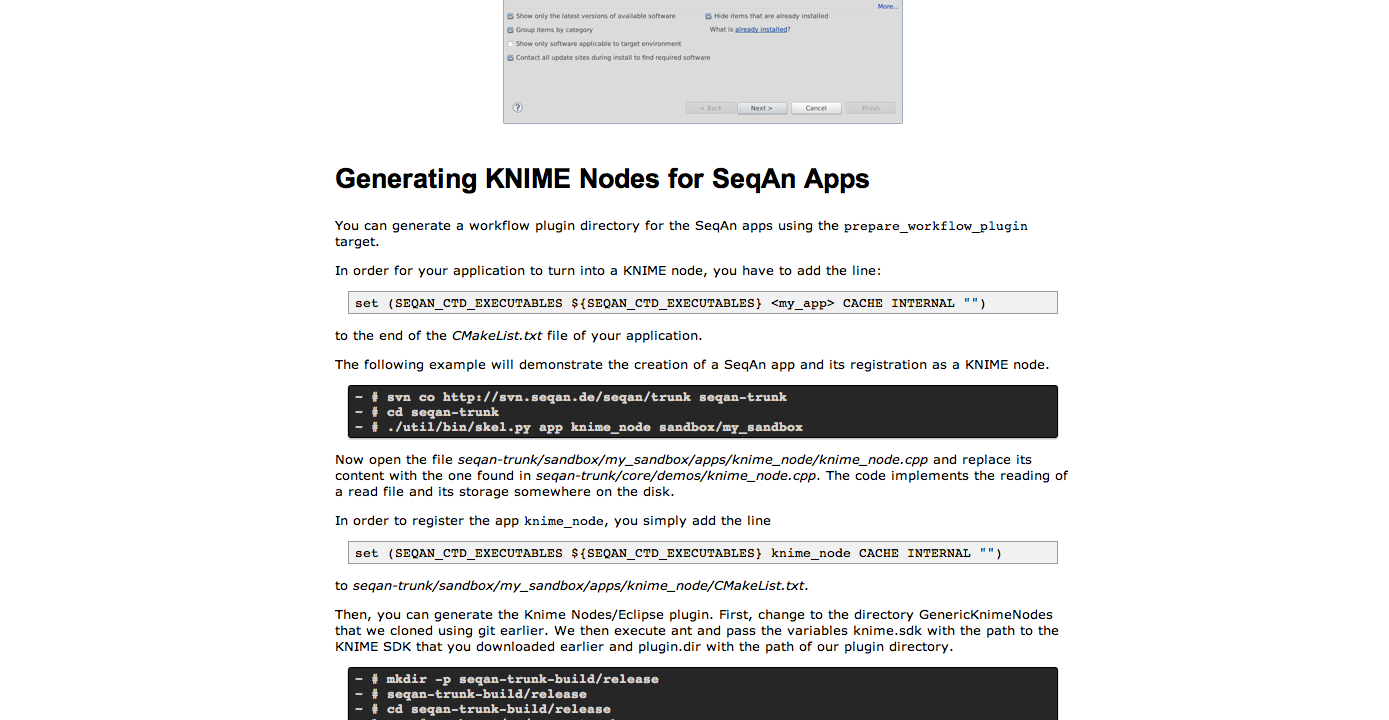 More...
Show only the latest versions of available software
Hide items that are already installed
Group items by category
What is already installed?
Show only software applicable to target environment
Contact all update sites during install to find required software
?
< Back
Next >
Cancel
Finish
Generating KNIME Nodes for SeqAn Apps
You can generate a workflow plugin directory for the SeqAn apps using the prepare_workflow_plugin
target.
In order for your application to turn into a KNIME node, you have to add the line:
set (SEQAN_CTD_EXECUTABLES ${SEQAN_CTD_EXECUTABLES} <my_app> CACHE INTERNAL "")
to the end of the CMakeList.txt file of your application.
The following example will demonstrate the creation of a SeqAn app and its registration as a KNIME node.
~ # svn co http://svn.seqan.de/seqan/trunk seqan-trunk
~ # cd seqan-trunk
~ # ./util/bin/skel.py app knime_node sandbox/my_sandbox
Now open the file seqan-trunk/sandbox/my_sandbox/apps/knime_node/knime_node.cpp and replace its
content with the one found in seqan-trunk/core/demos/knime_node.cpp. The code implements the reading of
a read file and its storage somewhere on the disk.
In order to register the app knime_node, you simply add the line
set (SEQAN_CTD_EXECUTABLES ${SEQAN_CTD_EXECUTABLES} knime_node CACHE INTERNAL "")
to seqan-trunk/sandbox/my_sandbox/apps/knime_node/CMakeList.txt.
Then, you can generate the Knime Nodes/Eclipse plugin. First, change to the directory GenericKnimeNodes
that we cloned using git earlier. We then execute ant and pass the variables knime.sdk with the path to the
KNIME SDK that you downloaded earlier and plugin.dir with the path of our plugin directory.
~ # mkdir -p seqan-trunk-build/release
~ # seqan-trunk-build/release
~ # cd seqan-trunk-build/release